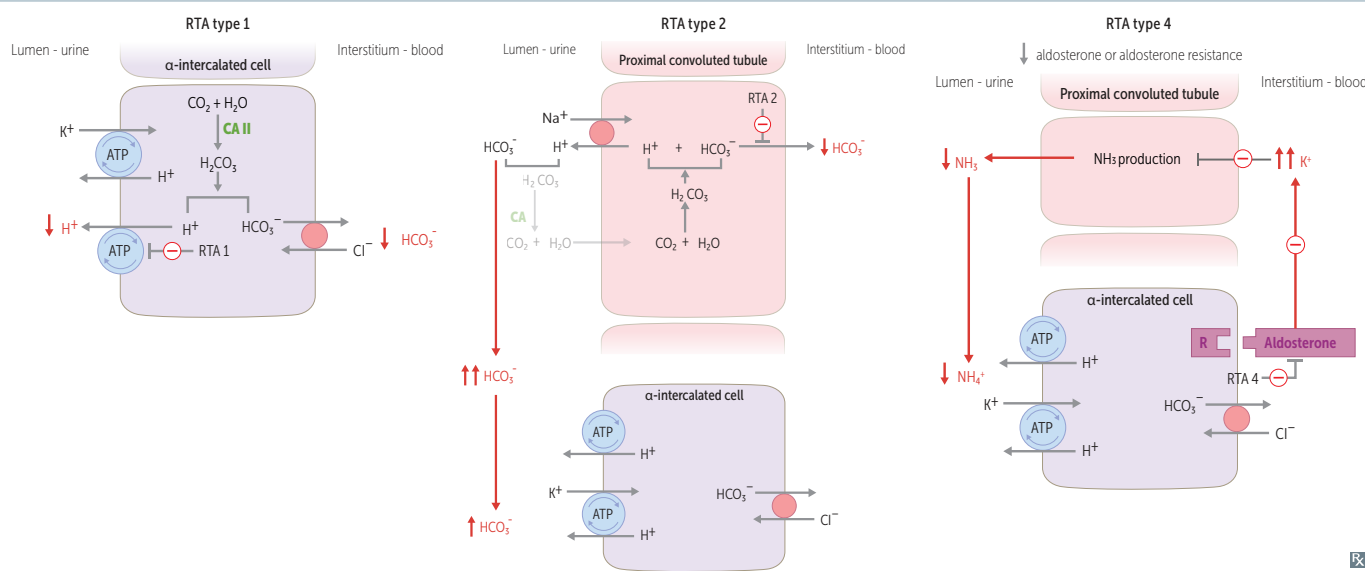 RTA type 1
Lumen - urine
Interstitium - blood
α-intercalated cell
CO₂ + H₂O
CA II
H₂CO₃
K⁺
ATP
H⁺
↓ H⁺
H⁺
HCO₃⁻
ATP
− RTA 1
Cl⁻
↓ HCO₃⁻
RTA type 2
Lumen - urine
Interstitium - blood
Proximal convoluted tubule
RTA 2
−
Na⁺
HCO₃⁻
H⁺
H⁺ + HCO₃⁻
↓ HCO₃⁻
H₂CO₃
H₂CO₃
CA
CO₂ + H₂O
CO₂ + H₂O
↑↑ HCO₃⁻
α-intercalated cell
ATP
H⁺
K⁺
HCO₃⁻
ATP
Cl⁻
↑ HCO₃⁻
H⁺
RTA type 4
↓ aldosterone or aldosterone resistance
Lumen - urine
Interstitium - blood
Proximal convoluted tubule
↓ NH₃
NH₃ production
−
↑↑ K⁺
−
α-intercalated cell
ATP
R
Aldosterone
H⁺
↓ NH₄⁺
RTA 4 −
K⁺
HCO₃⁻
ATP
Cl⁻
H⁺
Rx